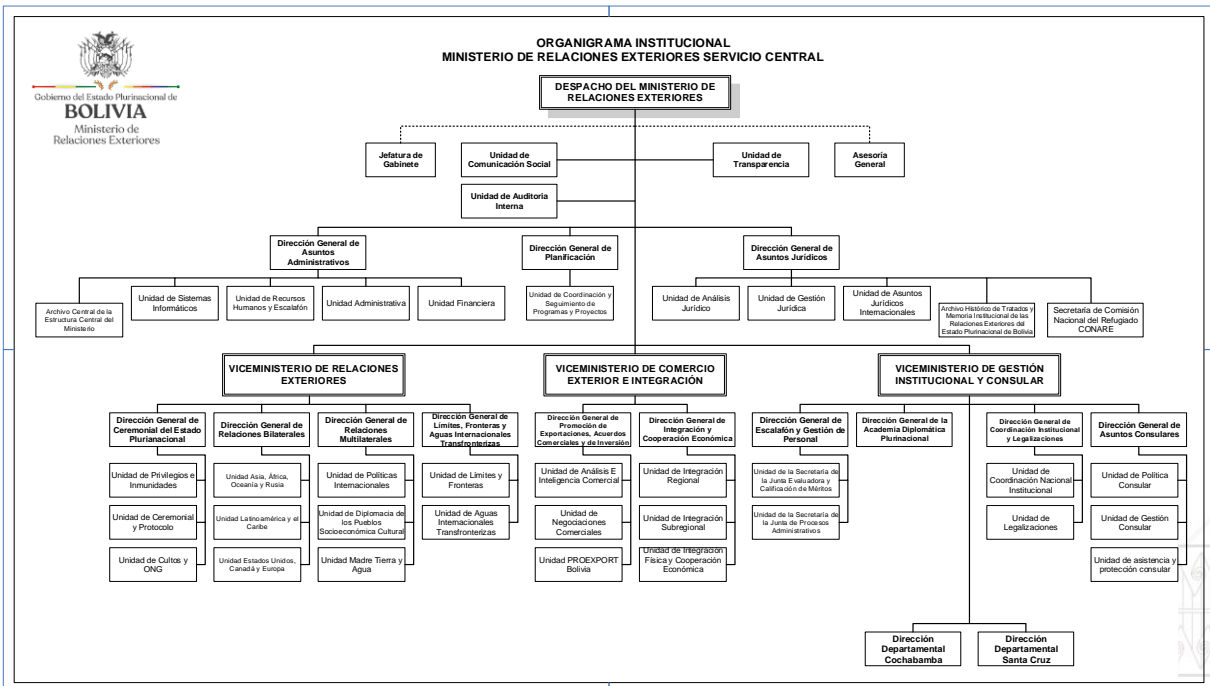 ORGANIGRAMA INSTITUCIONAL
MINISTERIO DE RELACIONES EXTERIORES SERVICIO CENTRAL
Gobierno del Estado Plurinacional de
BOLIVIA
Ministerio de
Relaciones Exteriores
DESPACHO DEL MINISTERIO DE
RELACIONES EXTERIORES
Jefatura de
Gabinete
Unidad de
Comunicación Social
Unidad de
Transparencia
Asesoría
General
Unidad de Auditoria
Interna
Dirección General de
Asuntos
Administrativos
Dirección General de
Planificación
Dirección General de
Asuntos Jurídicos
Archivo Central de la
Estructura Central del
Ministerio
Unidad de Sistemas
Informáticos
Unidad de Recursos
Humanos y Escalafón
Unidad Administrativa
Unidad Financiera
Unidad de Coordinación y
Seguimiento de
Programas y Proyectos
Unidad de Análisis
Jurídico
Unidad de Gestión
Jurídica
Unidad de Asuntos
Jurídicos
Internacionales
Archivo Histórico de Tratados y
Memoria Institucional de las
Relaciones Exteriores del
Estado Plurinacional de Bolivia
Secretaria de Comisión
Nacional del Refugiado
CONARE
VICEMINISTERIO DE RELACIONES
EXTERIORES
VICEMINISTERIO DE COMERCIO
EXTERIOR E INTEGRACIÓN
VICEMINISTERIO DE GESTIÓN
INSTITUCIONAL Y CONSULAR
Dirección General de
Ceremonial del Estado
Plurianacional
Dirección General de
Relaciones Bilaterales
Dirección General de
Relaciones
Multilaterales
Dirección General de
Límites, Fronteras y
Aguas Internacionales
Transfronterizas
Dirección General de
Promoción de
Exportaciones, Acuerdos
Comerciales y de Inversión
Dirección General de
Integración y
Cooperación Económica
Dirección General de
Escalafón y Gestión de
Personal
Dirección General de la
Academia Diplomática
Plurinacional
Dirección General de
Coordinación Institucional
y Legalizaciones
Dirección General de
Asuntos Consulares
Unidad de Privilegios e
Inmunidades
Unidad Asia, África,
Oceanía y Rusia
Unidad de Políticas
Internacionales
Unidad de Límites y
Fronteras
Unidad de Análisis E
Inteligencia Comercial
Unidad de Integración
Regional
Unidad de la Secretaría de
la Junta Evaluadora y
Calificación de Méritos
Unidad de
Coordinación Nacional
Institucional
Unidad de Política
Consular
Unidad de Ceremonial
y Protocolo
Unidad Latinoamérica y el
Caribe
Unidad de Diplomacia de
los Pueblos
Socioeconómica Cultural
Unidad de Aguas
Internacionales
Transfronterizas
Unidad de
Negociaciones
Comerciales
Unidad de Integración
Subregional
Unidad de la Secretaría de
la Junta de Procesos
Administrativos
Unidad de
Legalizaciones
Unidad de Gestión
Consular
Unidad de Cultos y
ONG
Unidad Estados Unidos,
Canadá y Europa
Unidad Madre Tierra y
Agua
Unidad PROEXPORT
Bolivia
Unidad de Integración
Física y Cooperación
Económica
Unidad de asistencia y
protección consular
Dirección
Departamental
Cochabamba
Dirección
Departamental
Santa Cruz